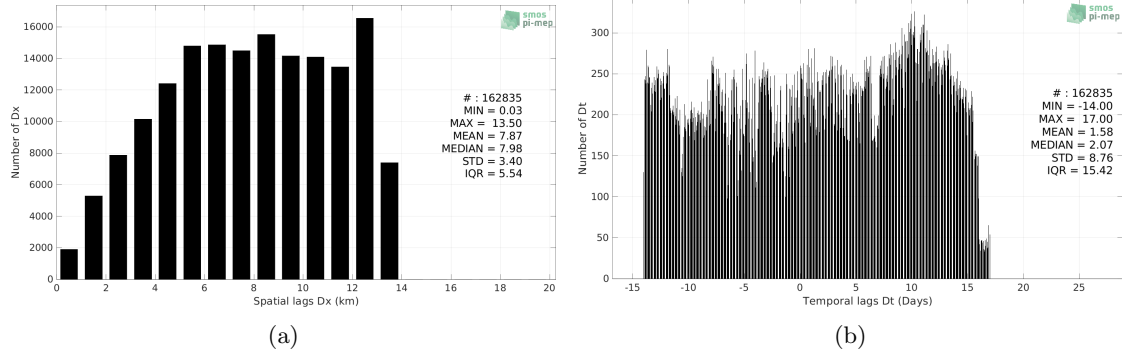 smos
pi-mep
16000
14000
12000
10000
8000
6000
4000
2000
0
Number of Dx
# : 162835
MIN = 0.03
MAX = 13.50
MEAN = 7.87
MEDIAN = 7.98
STD = 3.40
IQR = 5.54
0 2 4 6 8 10 12 14 16 18 20
Spatial lags Dx (km)
(a)
smos
pi-mep
300
250
200
150
100
50
0
Number of Dt
# : 162835
MIN = -14.00
MAX = 17.00
MEAN = 1.58
MEDIAN = 2.07
STD = 8.76
IQR = 15.42
-15 -10 -5 0 5 10 15 20 25
Temporal lags Dt (Days)
(b)